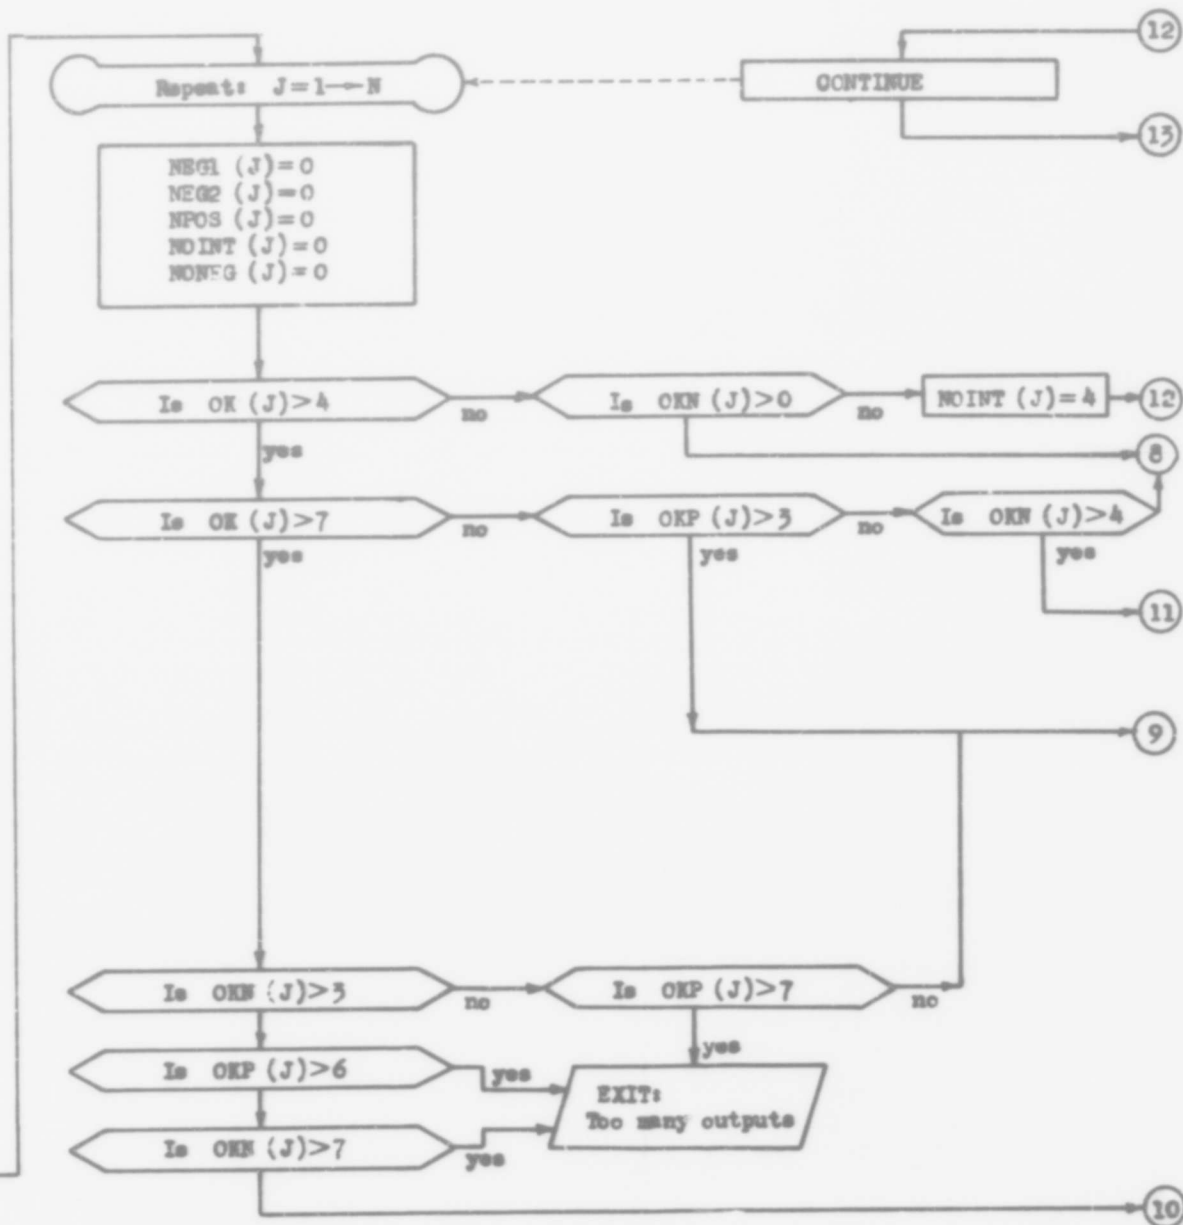 12
Repeat: J=1→N
CONTINUE
13
NEG1 (J)=0
NEG2 (J)=0
NPOS (J)=0
NOINT (J)=0
NONEG (J)=0
Is OK (J)>4
no
Is OKN (J)>0
no
NOINT (J)=4
12
yes
8
Is OK (J)>7
no
Is OKP (J)>3
no
Is OKN (J)>4
yes
yes
yes
11
9
Is OKN (J)>3
no
Is OKP (J)>7
no
yes
Is OKP (J)>6
yes
EXIT:
Too many outputs
Is OKN (J)>7
yes
10